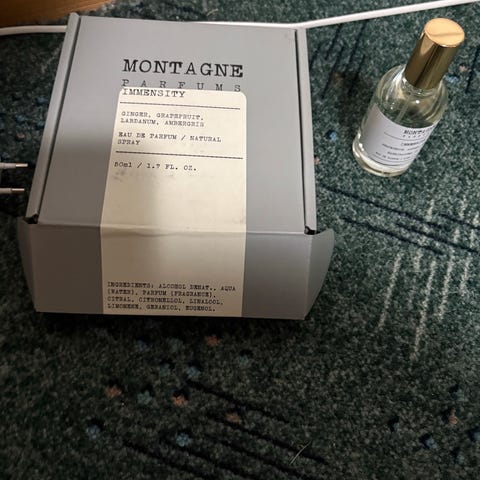 MONTAGNE
PARFUMS
IMMENSITY
GINGER, GRAPEFRUIT,
LABDANUM, AMBERGRIS
EAU DE PARFUM / NATURAL
SPRAY
50ml / 1.7 FL. OZ.
INGREDIENTS: ALCOHOL DENAT., AQUA
(WATER), PARFUM (FRAGRANCE),
CITRAL, CITRONELLOL, LINALOOL,
LIMONENE, GERANIOL, EUGENOL.
MONTAG